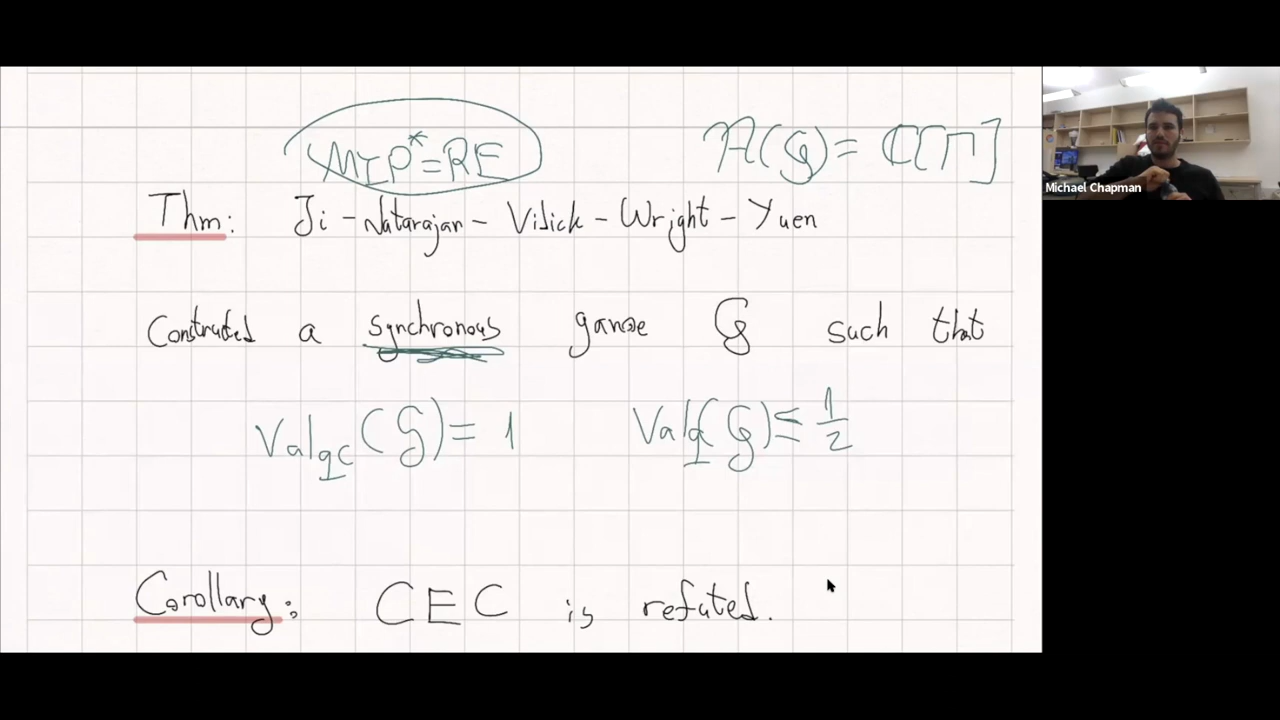 MIP* = RE
A(G) = C[Γ]
Michael Chapman
Thm: Ji - Natarajan - Vidick - Wright - Yuen
Constructed a synchronous game G such that
Val_qc(G) = 1 Val_q(G) ≤ 1/2
Corollary: CEC is refuted.